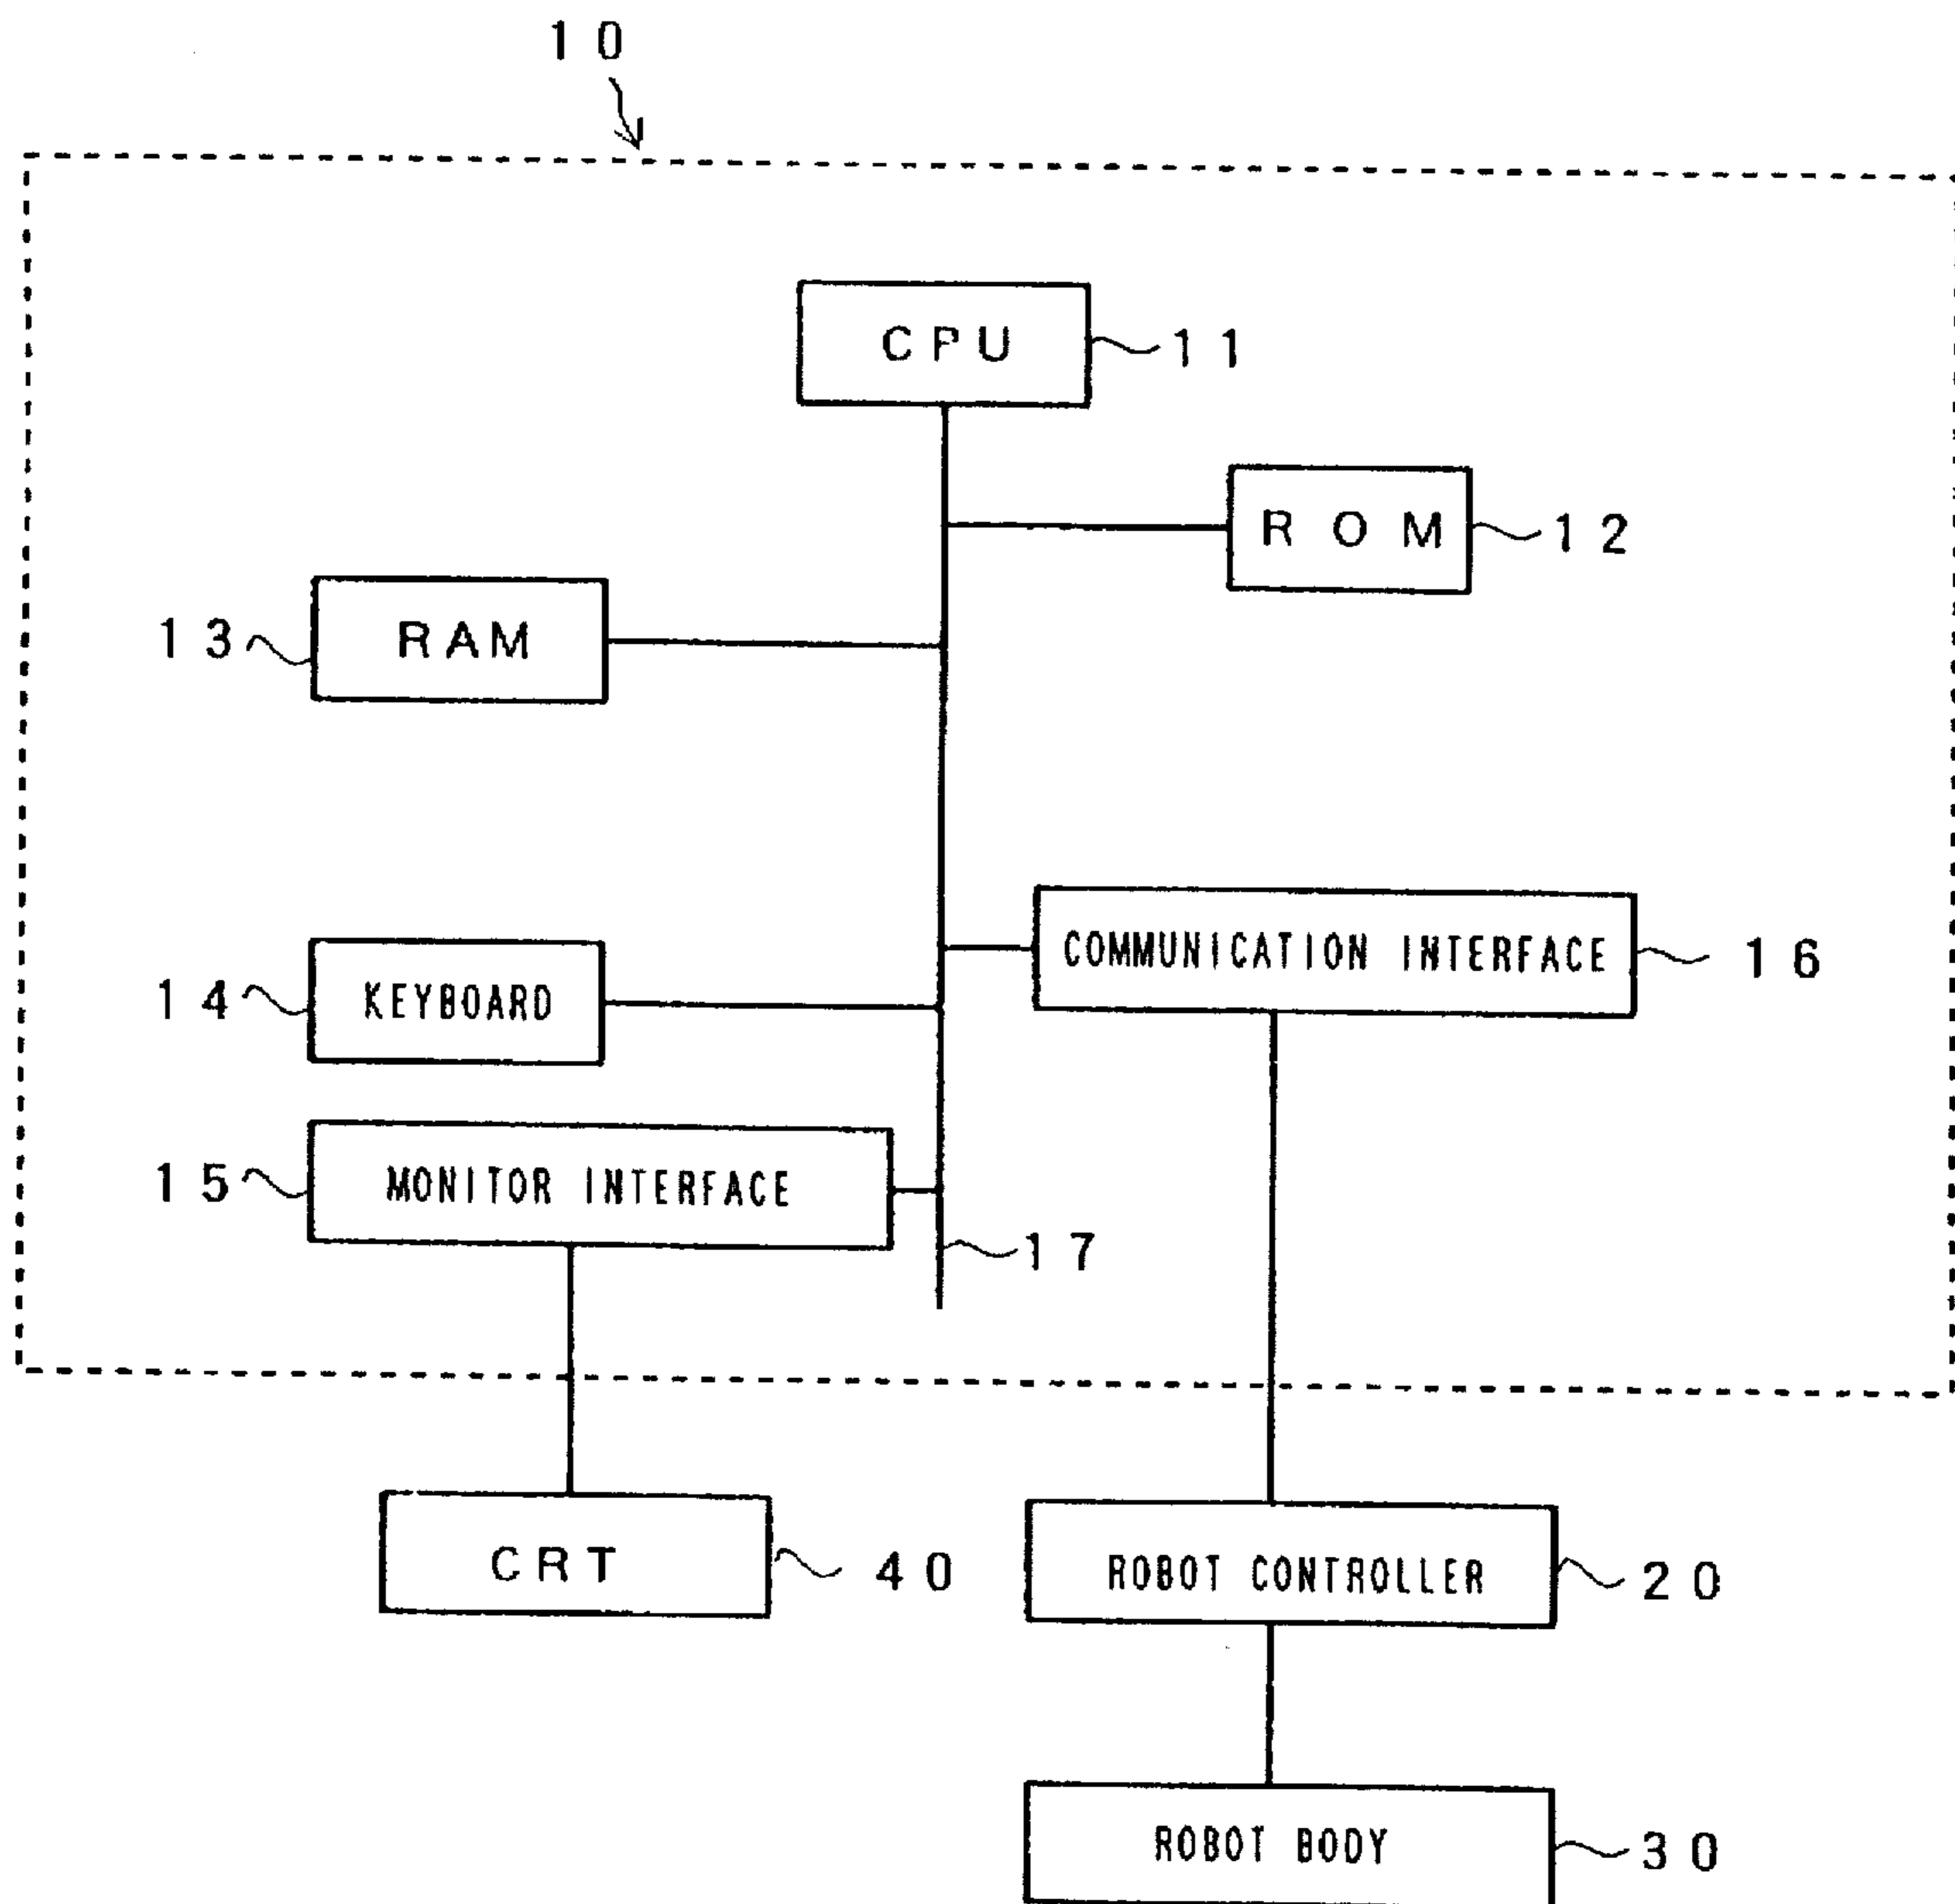 10
CPU 11
ROM 12
13 RAM
COMMUNICATION INTERFACE 16
14 KEYBOARD
15 MONITOR INTERFACE
17
CRT 40
ROBOT CONTROLLER 20
ROBOT BODY 30